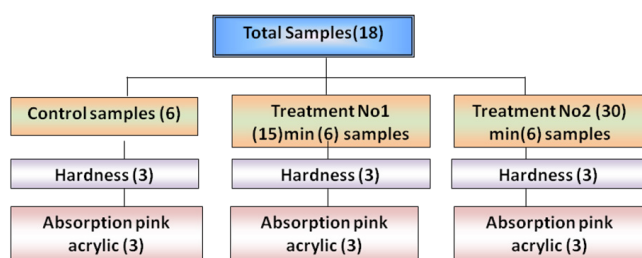 Total Samples(18)
Control samples (6)
Treatment No1
(15)min (6) samples
Treatment No2 (30)
min(6) samples
Hardness (3)
Hardness (3)
Hardness (3)
Absorption pink
acrylic (3)
Absorption pink
acrylic (3)
Absorption pink
acrylic (3)